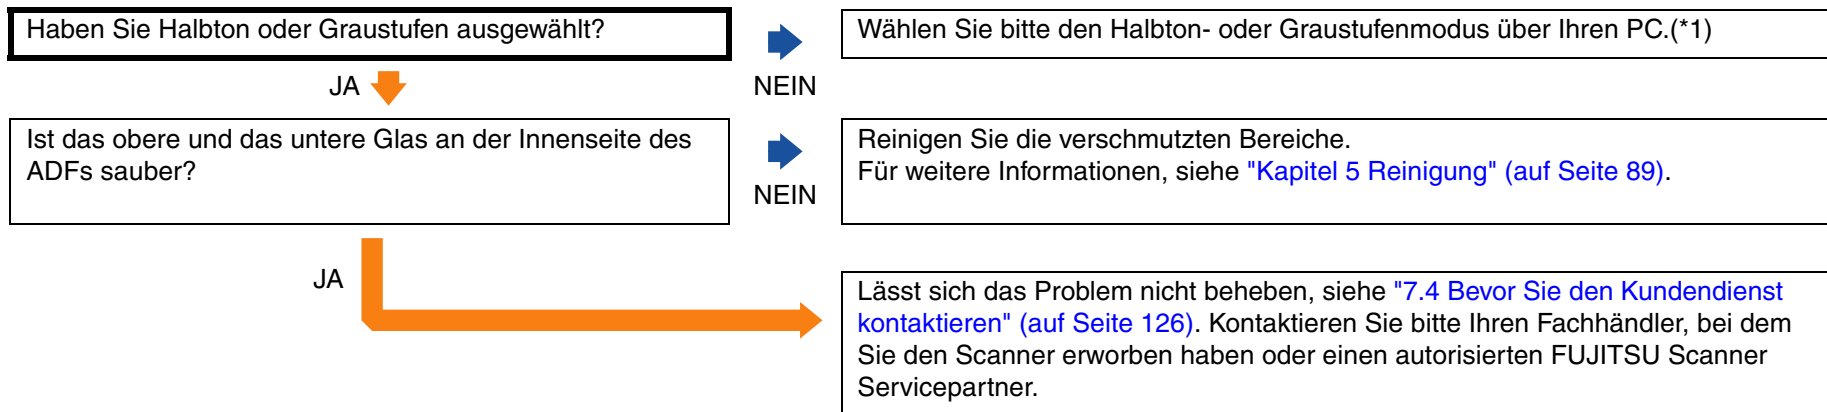 Haben Sie Halbton oder Graustufen ausgewählt?
Wählen Sie bitte den Halbton- oder Graustufenmodus über Ihren PC.(*1)
JA
NEIN
Ist das obere und das untere Glas an der Innenseite des
ADFs sauber?
Reinigen Sie die verschmutzten Bereiche.
Für weitere Informationen, siehe "Kapitel 5 Reinigung" (auf Seite 89).
NEIN
JA
Lässt sich das Problem nicht beheben, siehe "7.4 Bevor Sie den Kundendienst
kontaktieren" (auf Seite 126). Kontaktieren Sie bitte Ihren Fachhändler, bei dem
Sie den Scanner erworben haben oder einen autorisierten FUJITSU Scanner
Servicepartner.